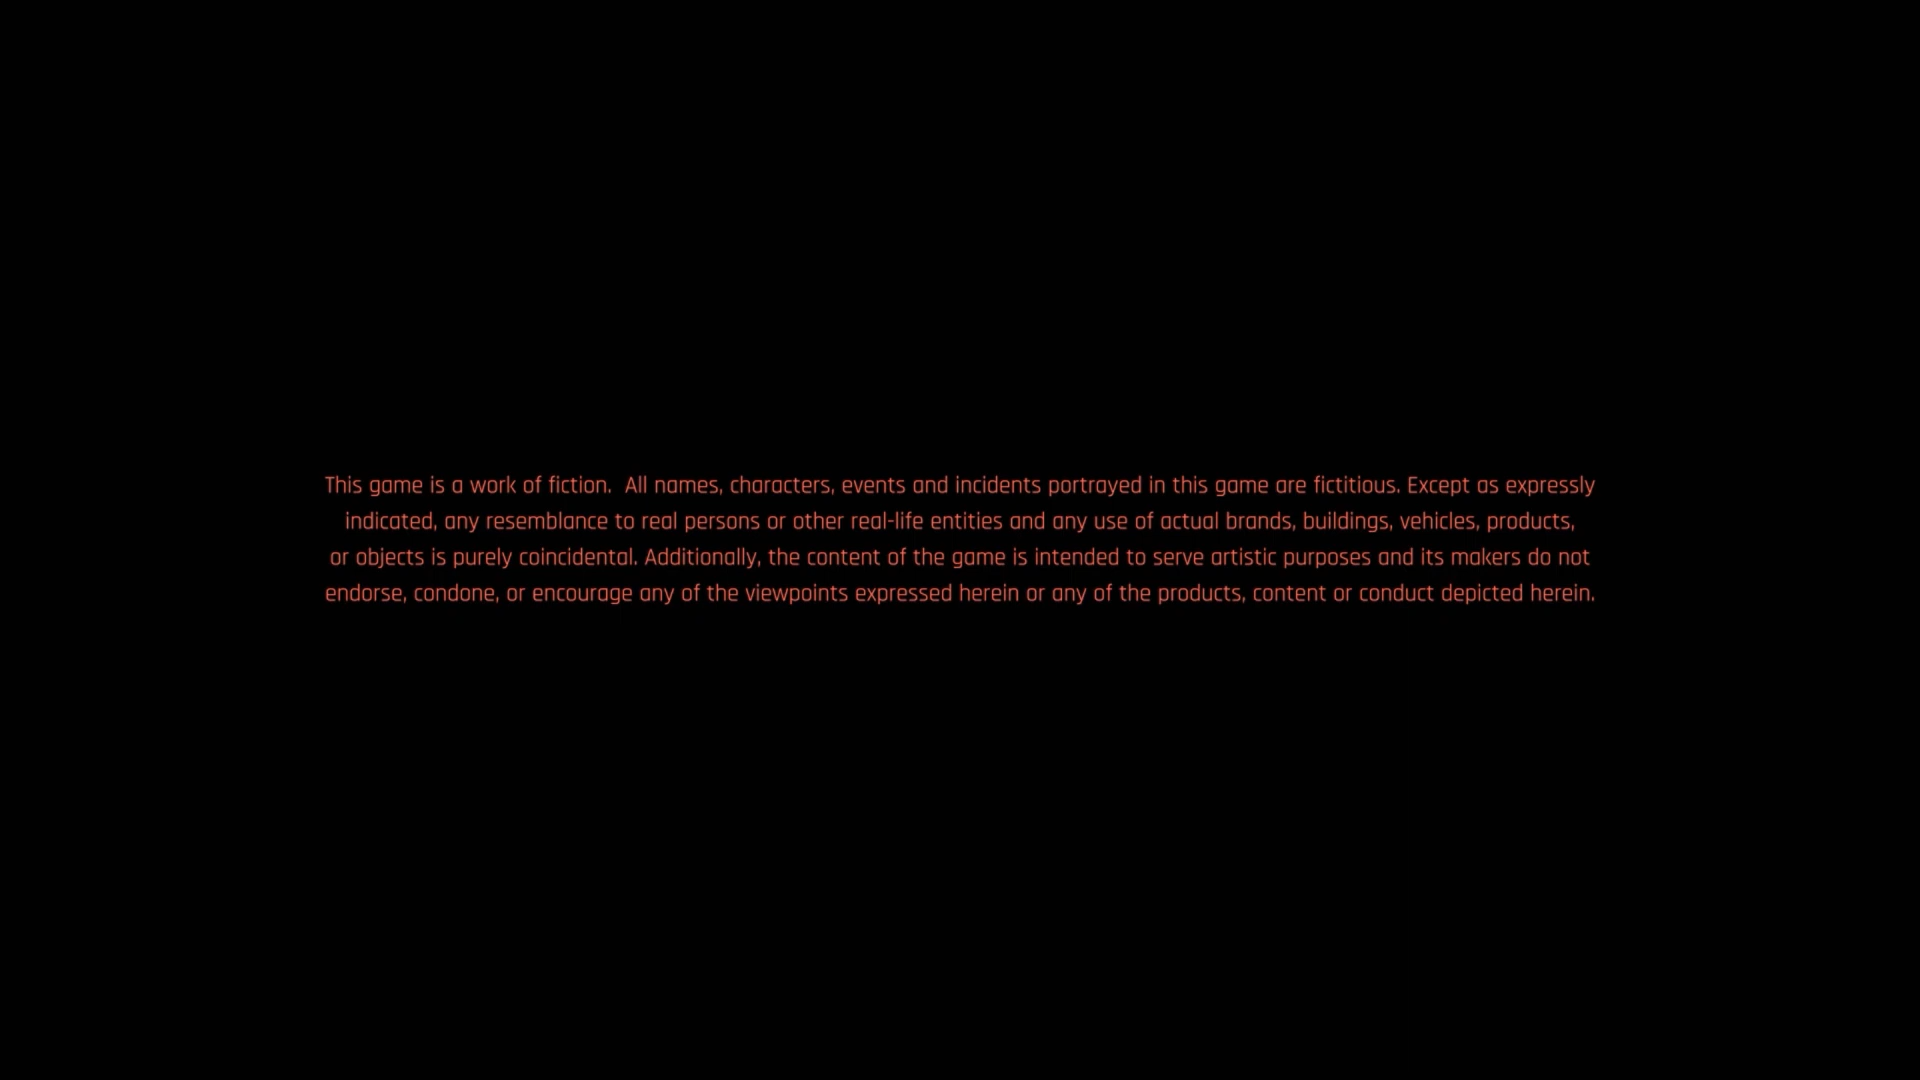 This game is a work of fiction.  All names, characters, events and incidents portrayed in this game are fictitious. Except as expressly
indicated, any resemblance to real persons or other real-life entities and any use of actual brands, buildings, vehicles, products,
or objects is purely coincidental. Additionally, the content of the game is intended to serve artistic purposes and its makers do not
endorse, condone, or encourage any of the viewpoints expressed herein or any of the products, content or conduct depicted herein.